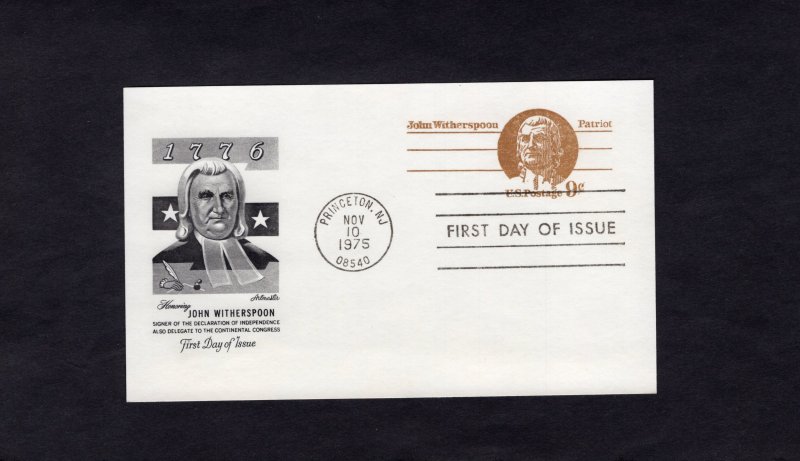 1776
Artmaster
Honoring
JOHN WITHERSPOON
SIGNER OF THE DECLARATION OF INDEPENDENCE
ALSO DELEGATE TO THE CONTINENTAL CONGRESS
First Day of Issue
PRINCETON, NJ
NOV
10
1975
08540
John Witherspoon Patriot
U.S. Postage 9¢
FIRST DAY OF ISSUE